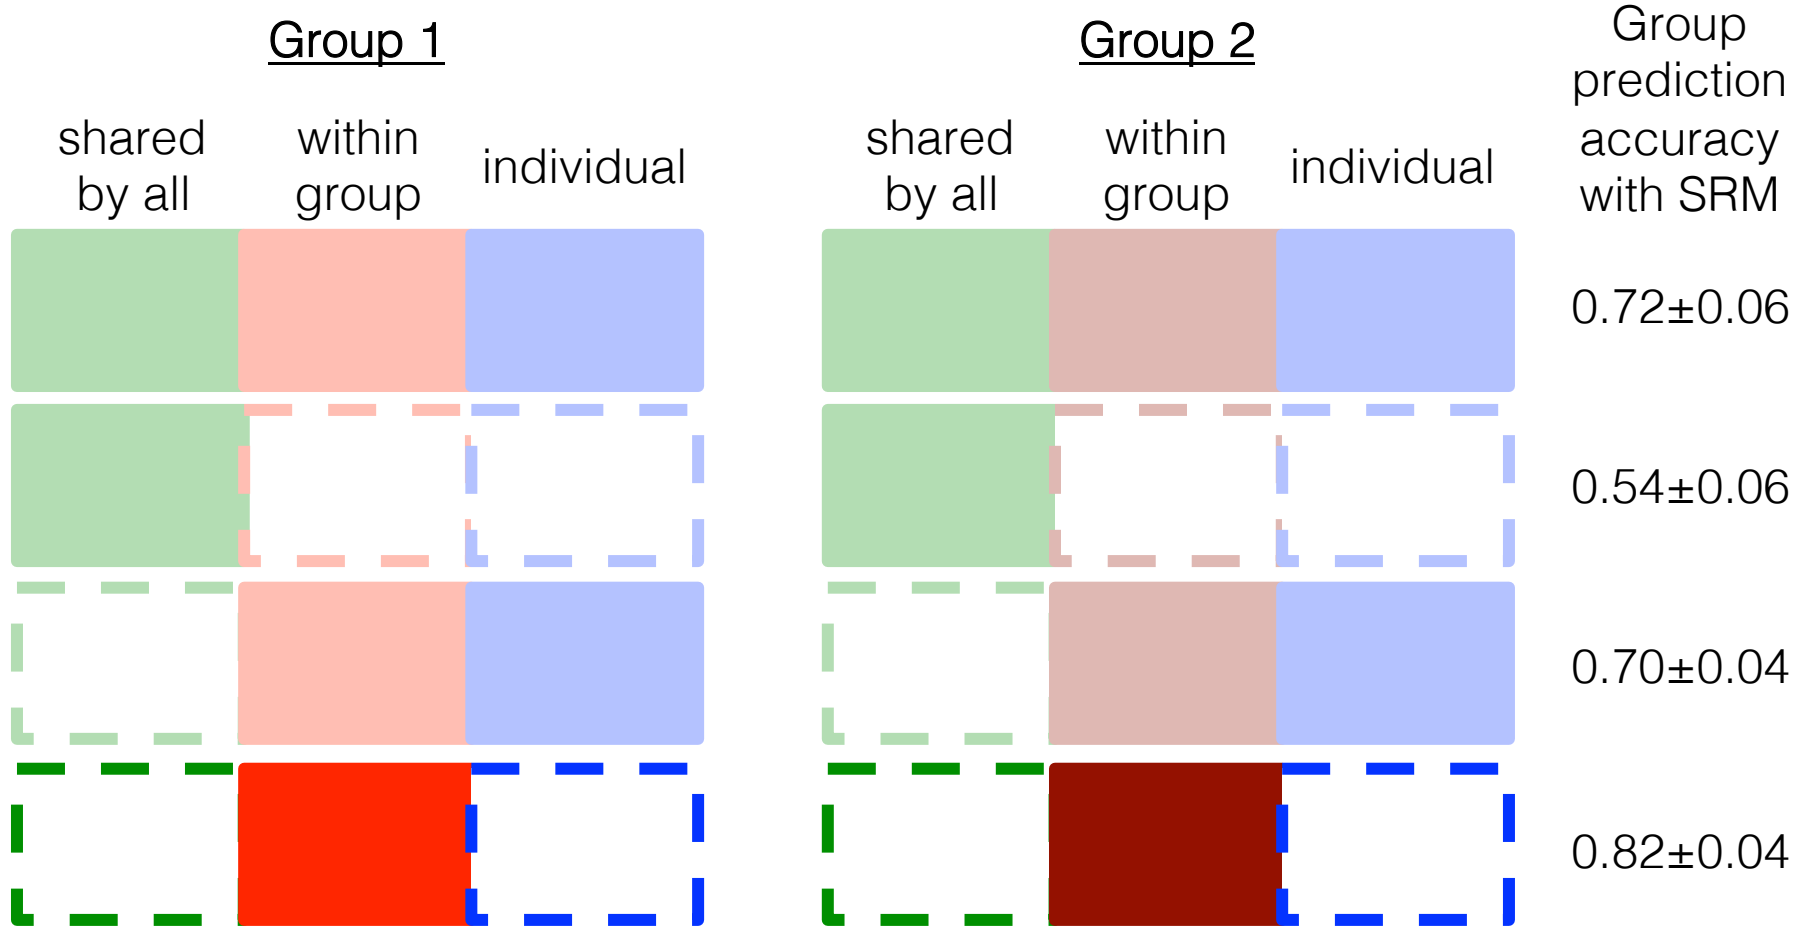 Group 1
shared
by all
within
group
individual
Group 2
shared
by all
within
group
individual
Group
prediction
accuracy
with SRM
0.72±0.06
0.54±0.06
0.70±0.04
0.82±0.04